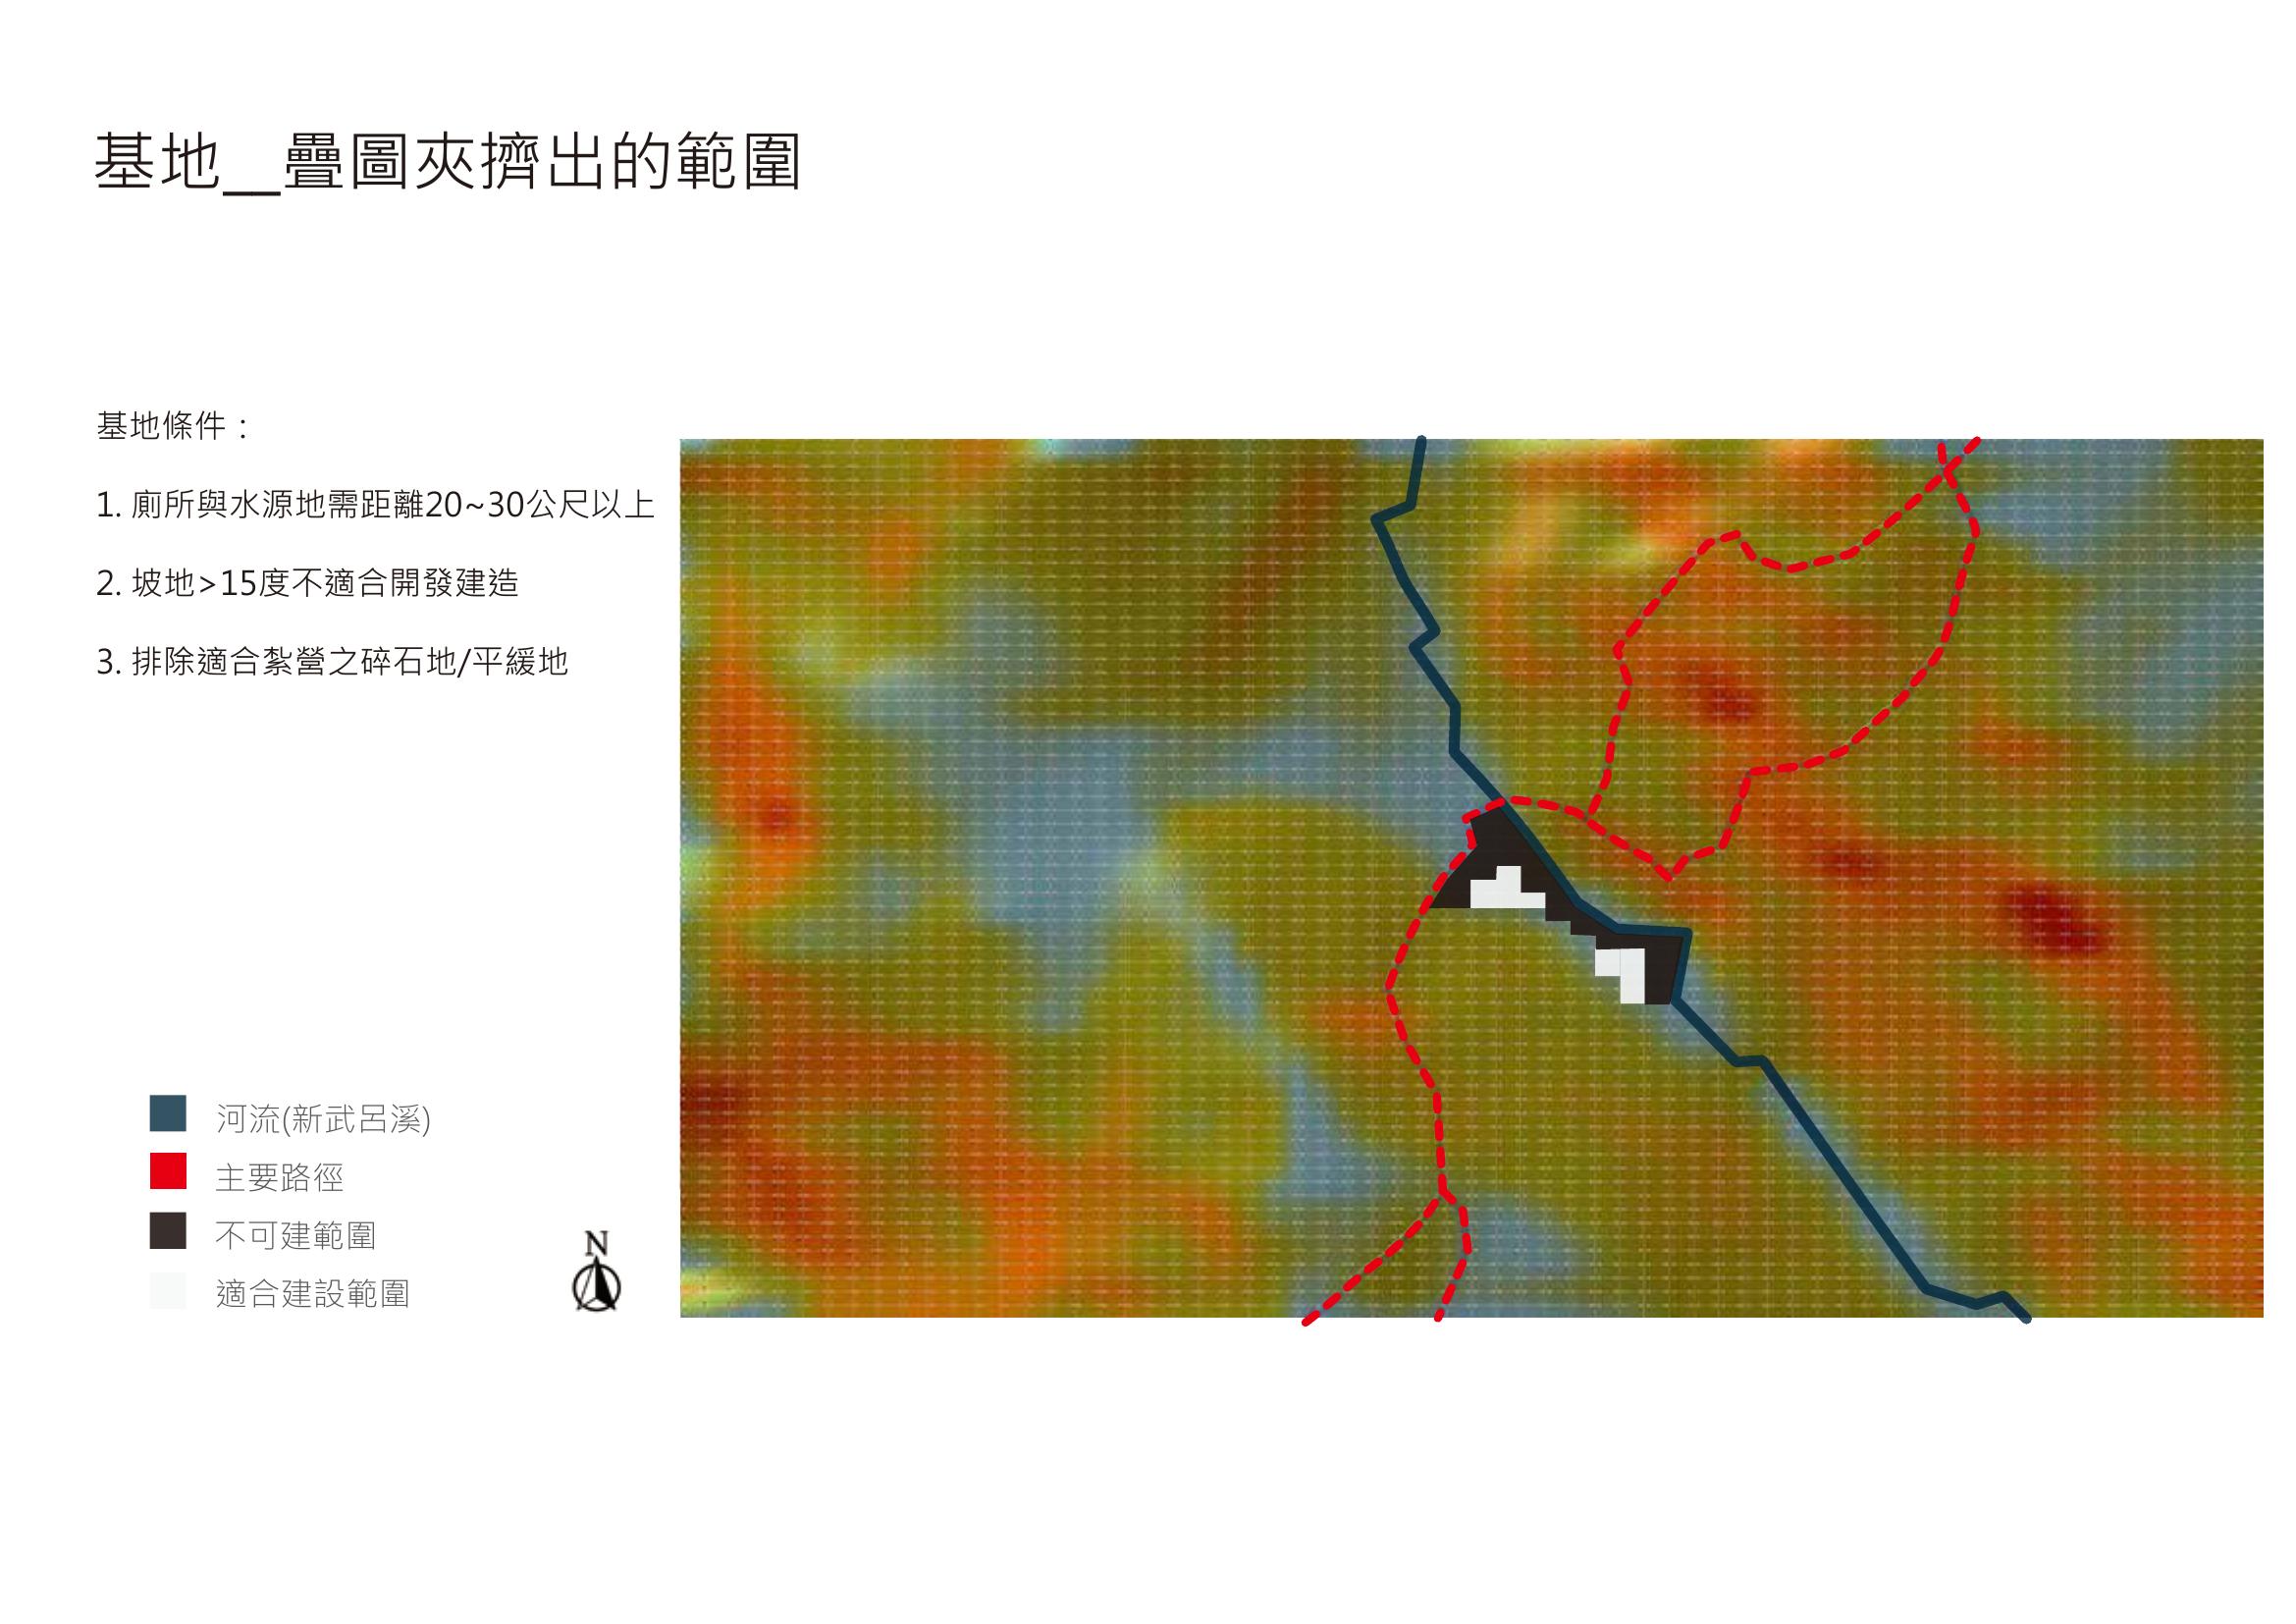 基地__疊圖夾擠出的範圍
基地條件：
1. 廁所與水源地需距離20~30公尺以上
2. 坡地>15度不適合開發建造
3. 排除適合紮營之碎石地/平緩地
河流(新武呂溪)
主要路徑
不可建範圍
適合建設範圍
N